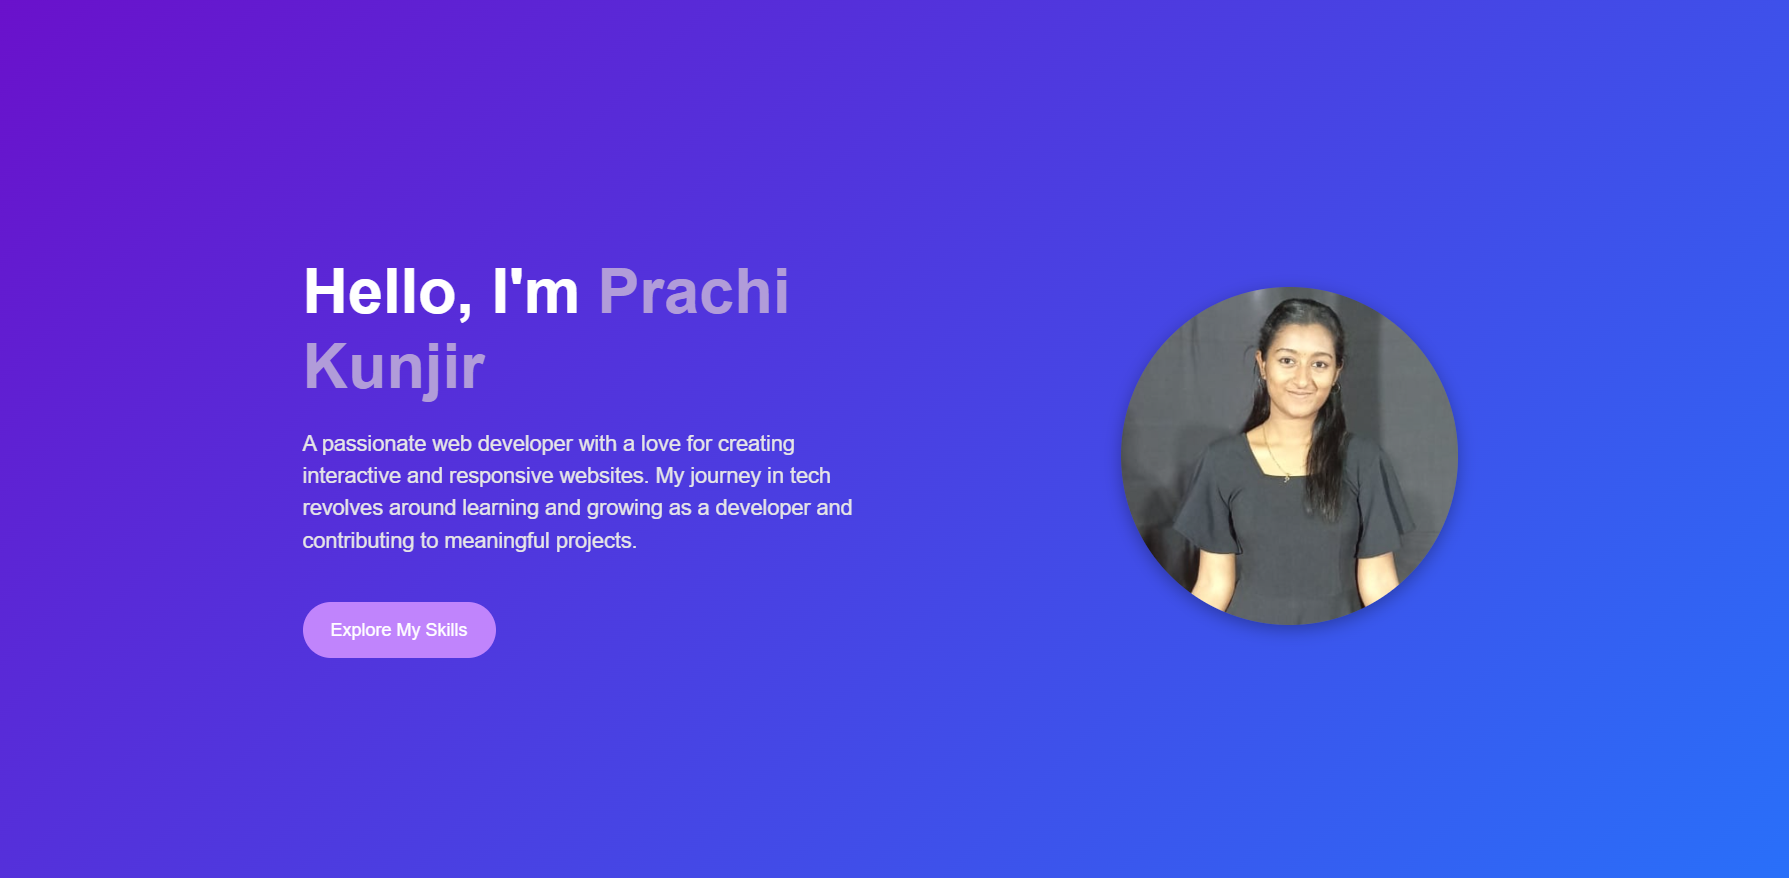 Hello, I'm Prachi
Kunjir
A passionate web developer with a love for creating
interactive and responsive websites. My journey in tech
revolves around learning and growing as a developer and
contributing to meaningful projects.
Explore My Skills